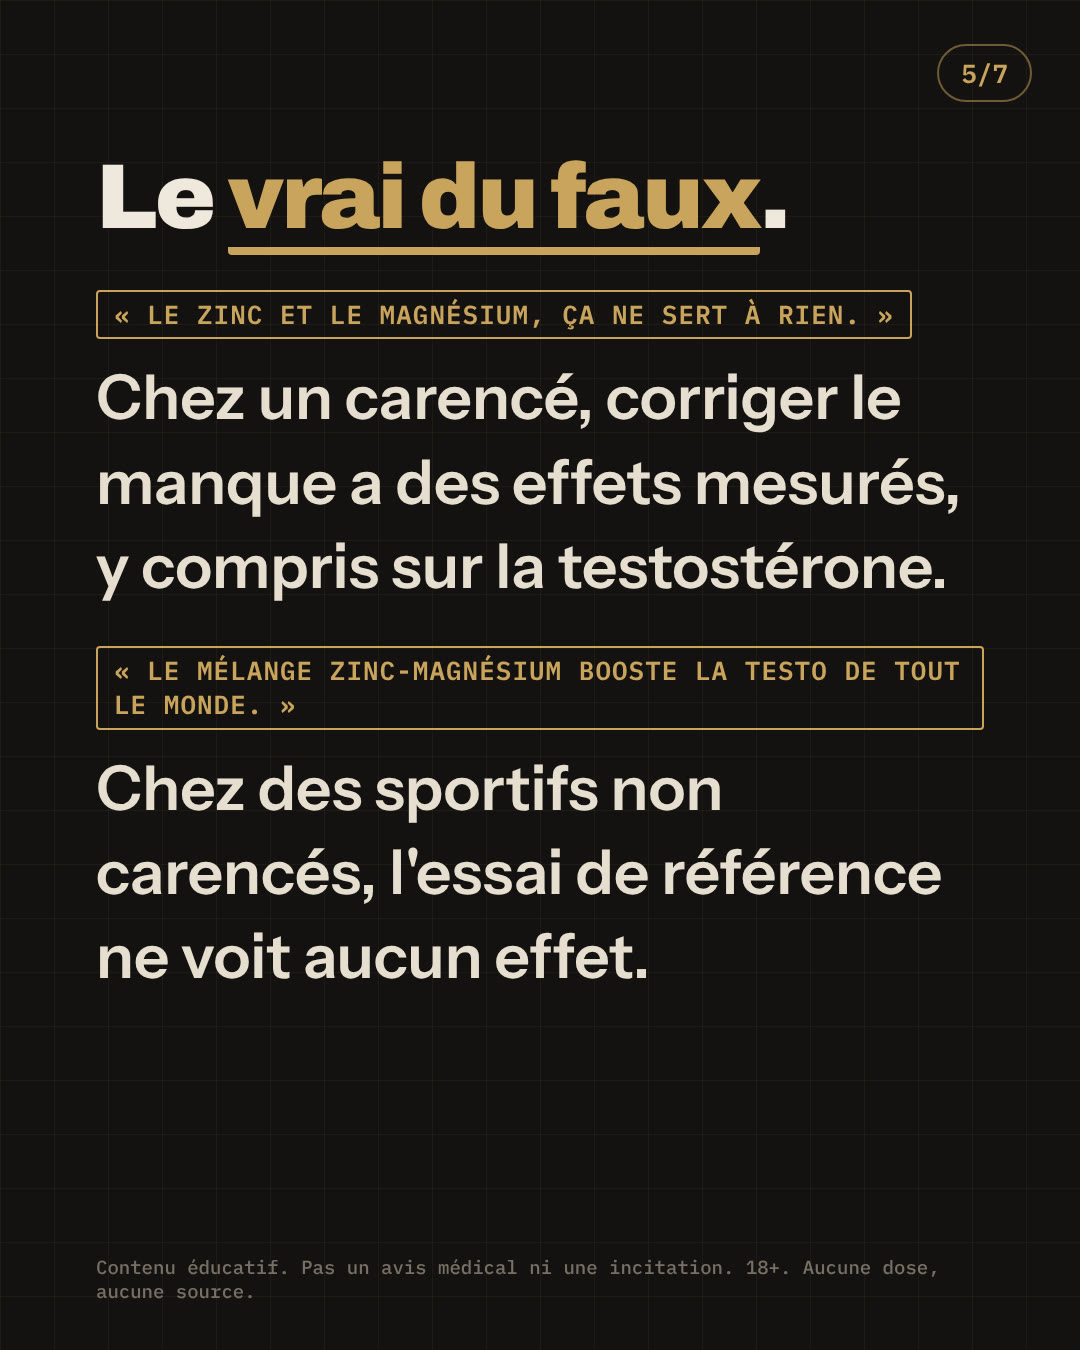 5/7
Le vrai du faux.
« LE ZINC ET LE MAGNÉSIUM, ÇA NE SERT À RIEN. »
Chez un carencé, corriger le
manque a des effets mesurés,
y compris sur la testostérone.
« LE MÉLANGE ZINC-MAGNÉSIUM BOOSTE LA TESTO DE TOUT
LE MONDE. »
Chez des sportifs non
carencés, l'essai de référence
ne voit aucun effet.
Contenu éducatif. Pas un avis médical ni une incitation. 18+. Aucune dose,
aucune source.